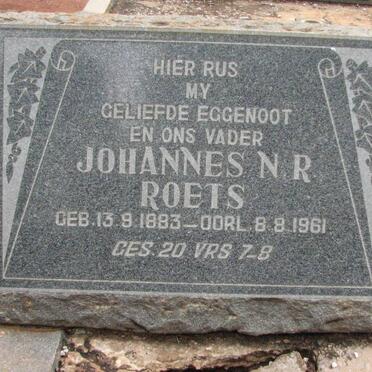 HIER RUS
MY
GELIEFDE EGGENOOT
EN ONS VADER
JOHANNES N.R
ROETS
GEB. 13.9.1883 — OORL. 8.8.1961
GES. 20 VRS 7-8